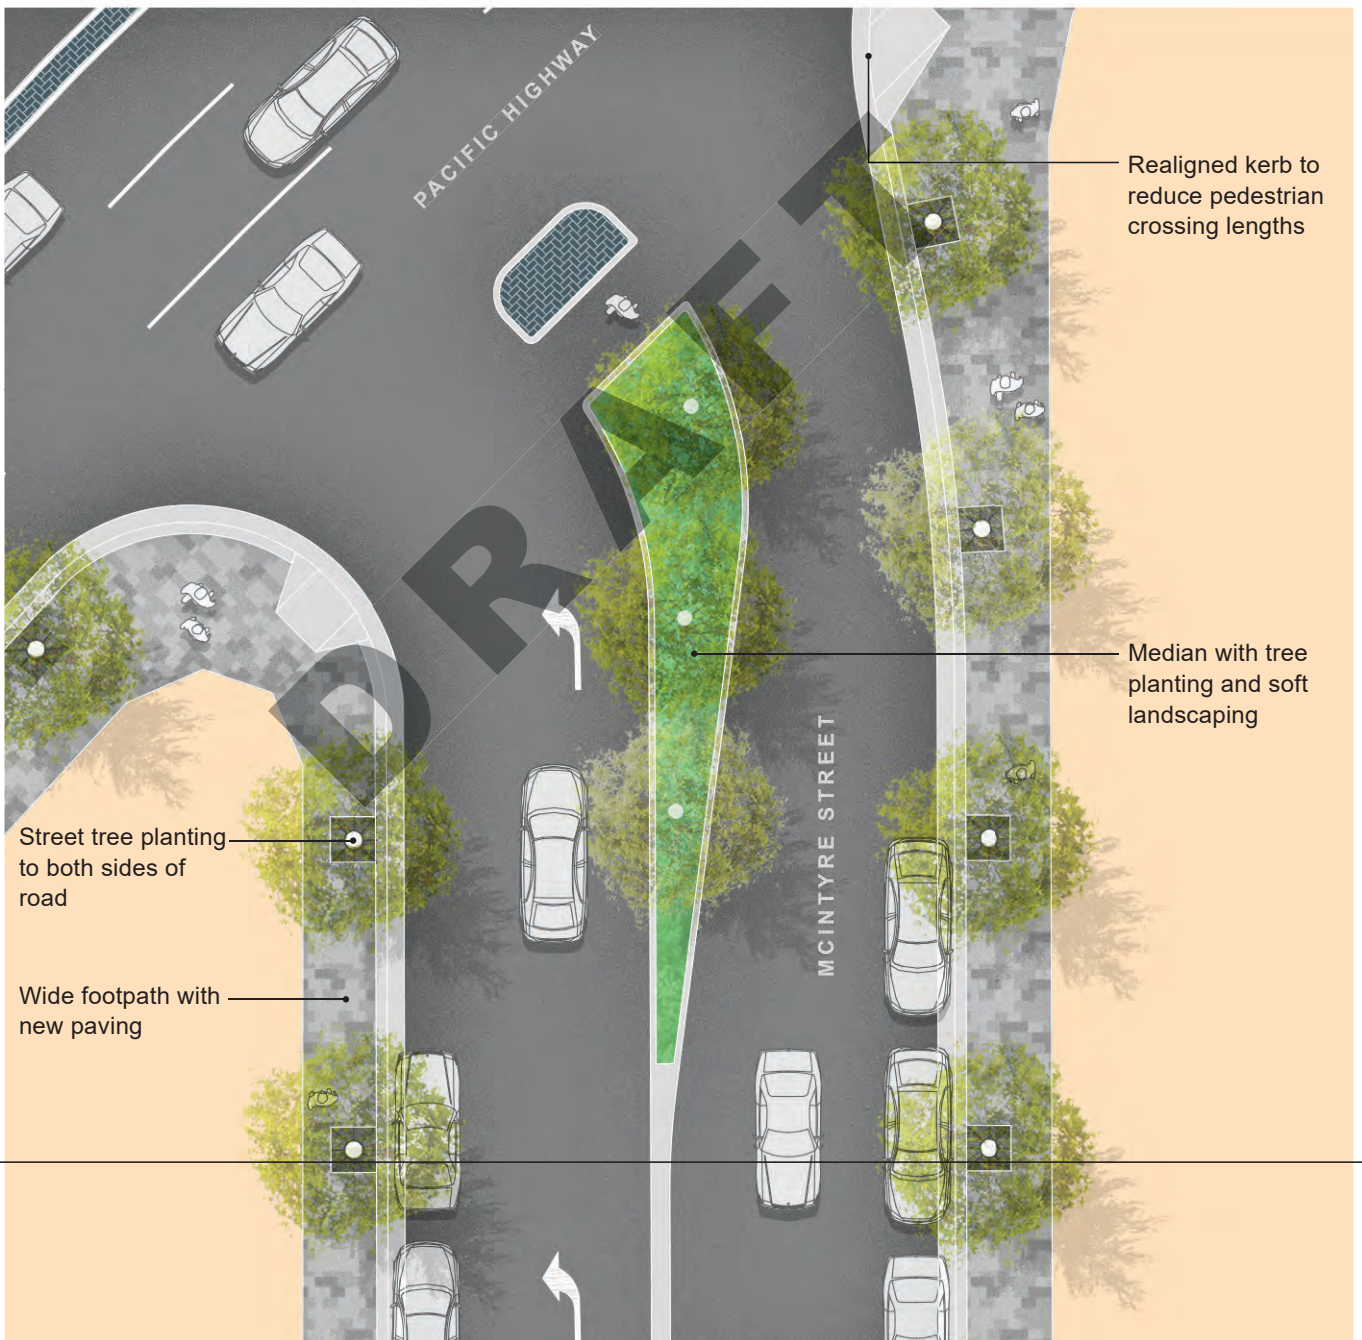 PACIFIC HIGHWAY
Realigned kerb to
reduce pedestrian
crossing lengths
DRAFT
Median with tree
planting and soft
landscaping
MCINTYRE STREET
Street tree planting
to both sides of
road
Wide footpath with
new paving